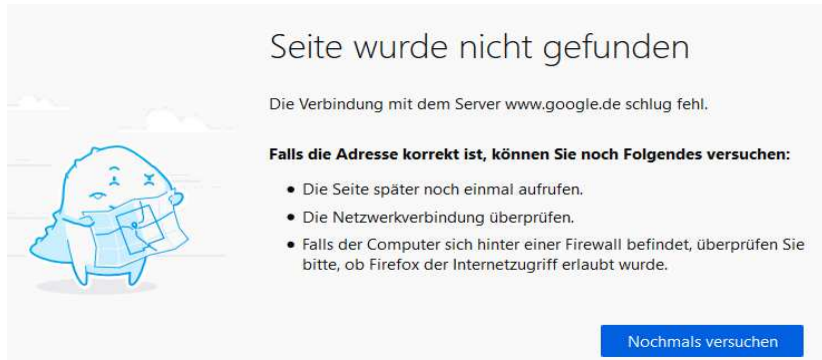 Seite wurde nicht gefunden
Die Verbindung mit dem Server www.google.de schlug fehl.
Falls die Adresse korrekt ist, können Sie noch Folgendes versuchen:
● Die Seite später noch einmal aufrufen.
● Die Netzwerkverbindung überprüfen.
● Falls der Computer sich hinter einer Firewall befindet, überprüfen Sie
bitte, ob Firefox der Internetzugriff erlaubt wurde.
Nochmals versuchen